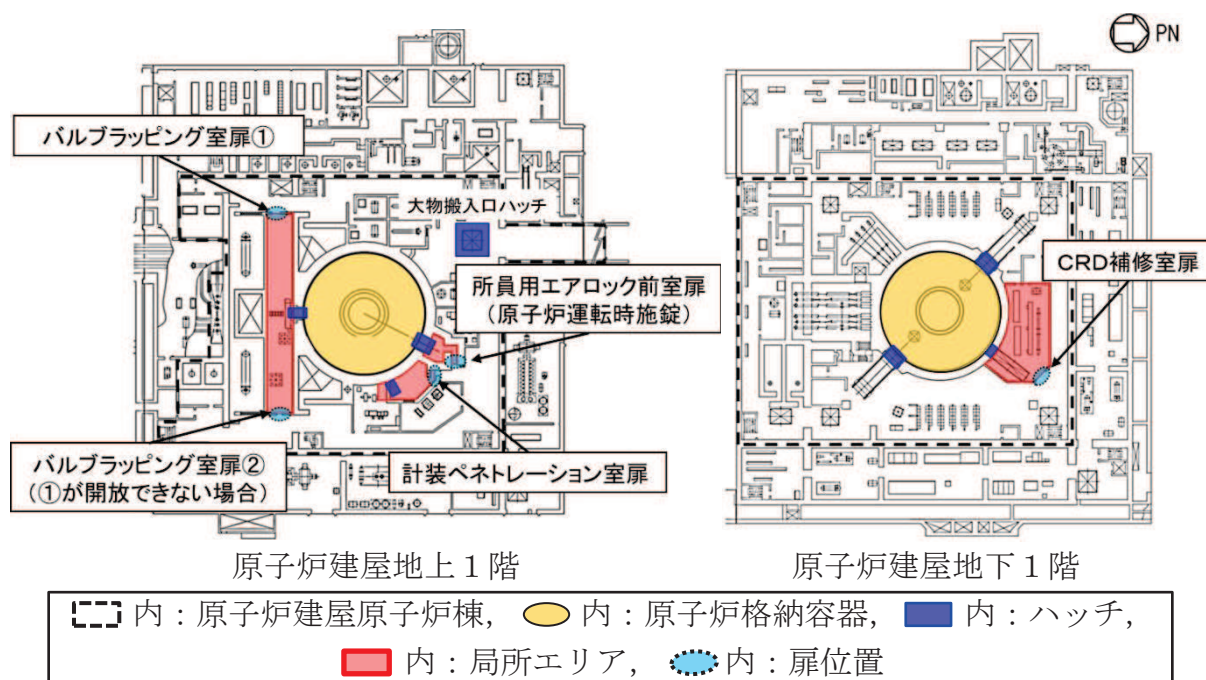 PN
バルブラッピング室扉①
大物搬入口ハッチ
所員用エアロック前室扉
(原子炉運転時施錠)
CRD補修室扉
バルブラッピング室扉②
(①が開放できない場合)
計装ペネトレーション室扉
原子炉建屋地上1階
原子炉建屋地下1階
内:原子炉建屋原子炉棟, 内:原子炉格納容器, 内:ハッチ,
内:局所エリア, 内:扉位置